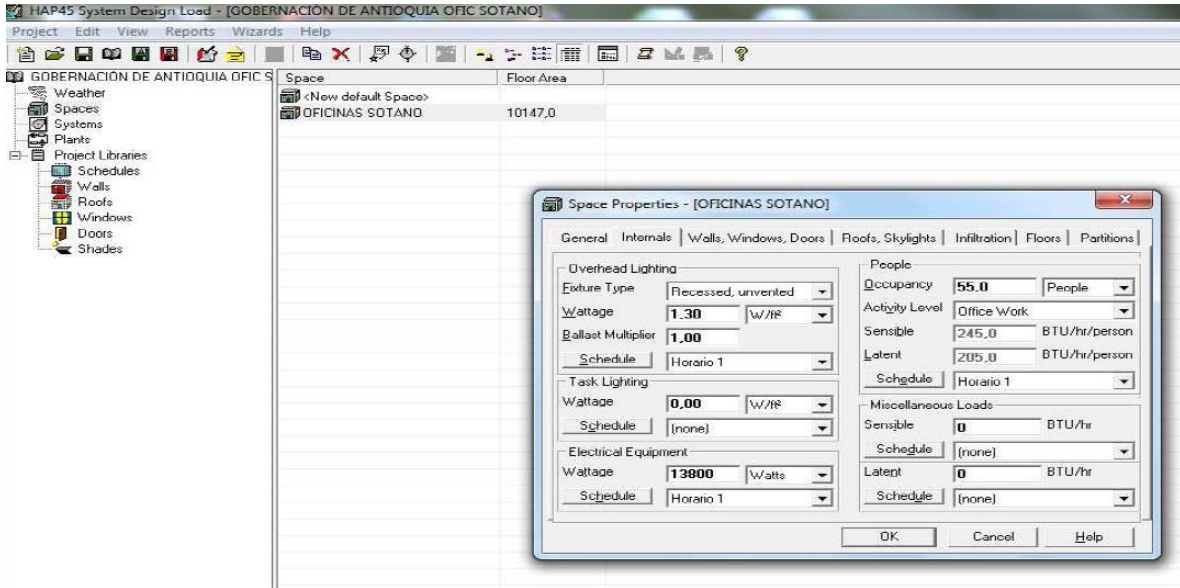 HAP45 System Design Load - [GOBERNACIÓN DE ANTIOQUIA OFIC SOTANO]
Project Edit View Reports Wizards Help
GOBERNACIÓN DE ANTIOQUIA OFIC S
Weather
Spaces
Systems
Plants
Project Libraries
Schedules
Walls
Roofs
Windows
Doors
Shades
Space Floor Area
<New default Space>
OFICINAS SOTANO 10147,0
Space Properties - [OFICINAS SOTANO]
General Internals Walls, Windows, Doors Roofs, Skylights Infiltration Floors Partitions
Overhead Lighting
Fixture Type Recessed, unvented
Wattage 1.30 W/ft²
Ballast Multiplier 1,00
Schedule Horario 1
Task Lighting
Wattage 0,00 W/ft²
Schedule (none)
Electrical Equipment
Wattage 13800 Watts
Schedule Horario 1
People
Occupancy 55.0 People
Activity Level Office Work
Sensible 245,0 BTU/hr/person
Latent 205,0 BTU/hr/person
Schedule Horario 1
Miscellaneous Loads
Sensible 0 BTU/hr
Schedule (none)
Latent 0 BTU/hr
Schedule (none)
OK Cancel Help